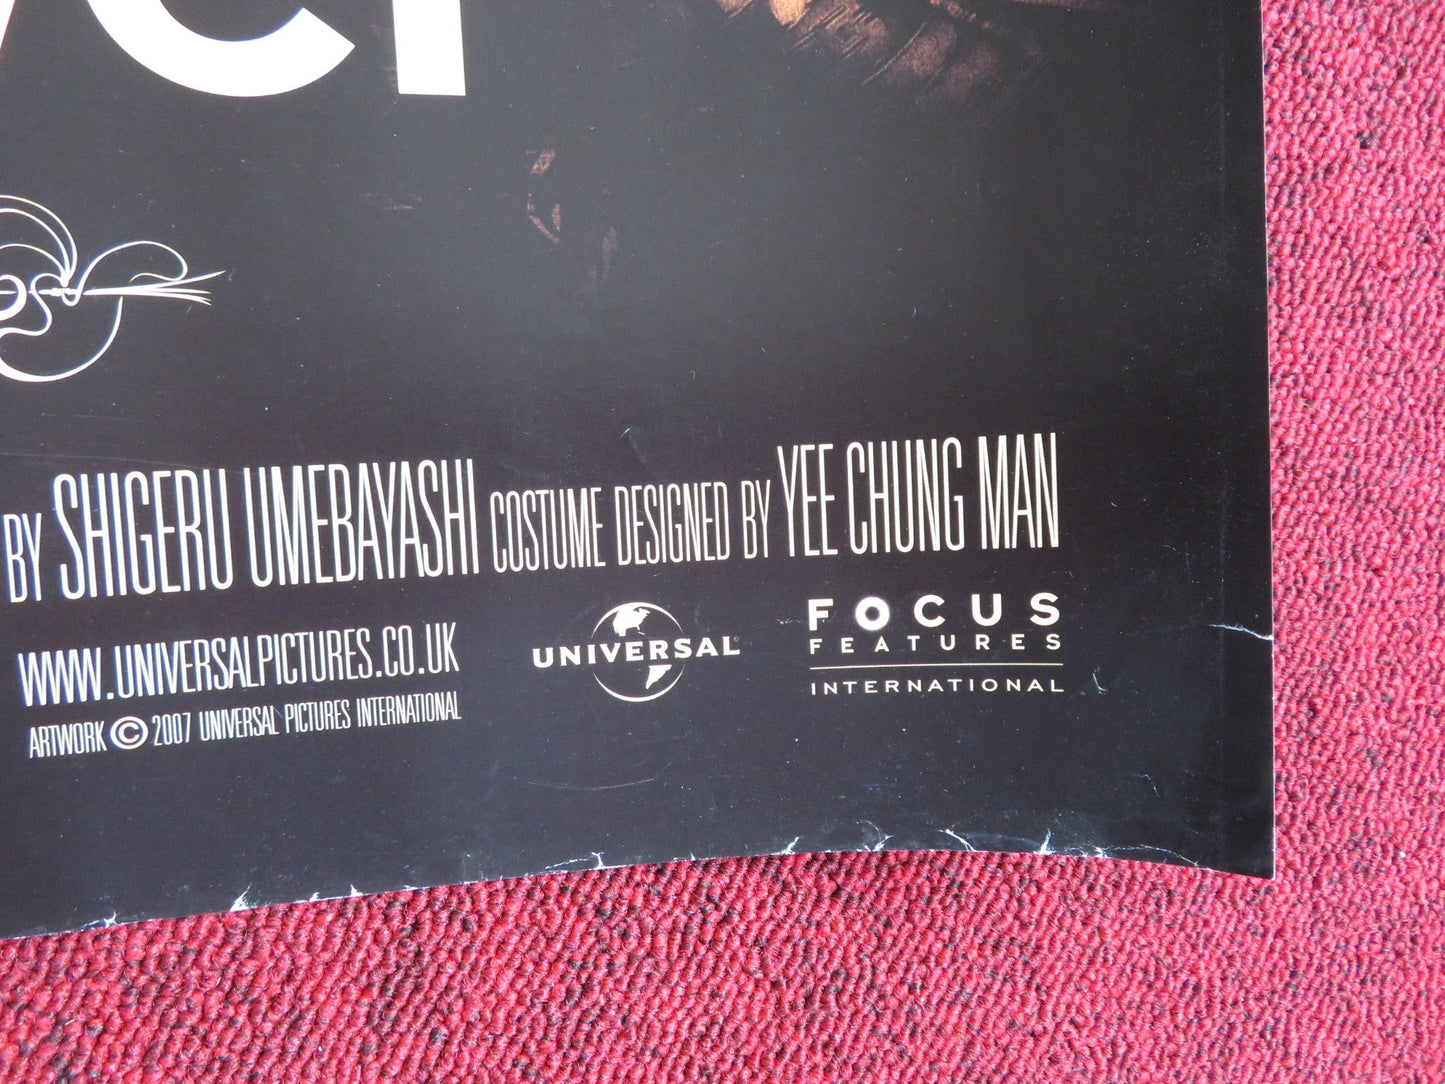 BY SHIGERU UMEBAYASHI COSTUME DESIGNED BY YEE CHUNG MAN
WWW.UNIVERSALPICTURES.CO.UK
ARTWORK © 2007 UNIVERSAL PICTURES INTERNATIONAL
UNIVERSAL
FOCUS
FEATURES
INTERNATIONAL